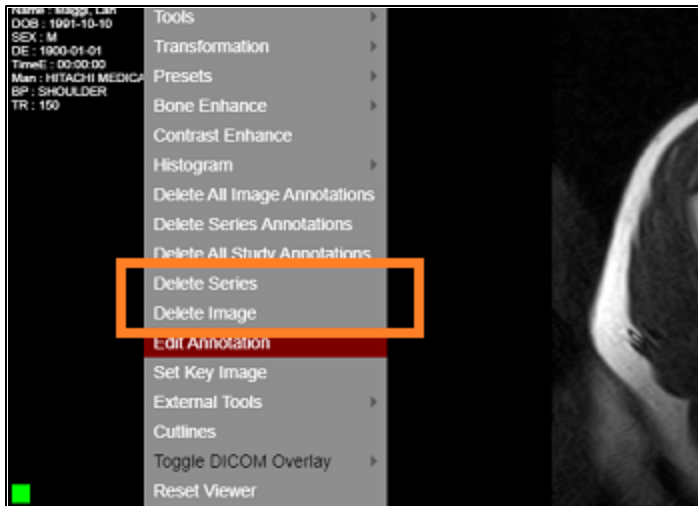 DOB : 1991-10-10
SEX : M
DE : 1900-01-01
TimeE : 00:00:00
Man : HITACHI MEDICA
BP : SHOULDER
TR : 150
Tools
Transformation
Presets
Bone Enhance
Contrast Enhance
Histogram
Delete All Image Annotations
Delete Series Annotations
Delete All Study Annotations
Delete Series
Delete Image
Edit Annotation
Set Key Image
External Tools
Cutlines
Toggle DICOM Overlay
Reset Viewer